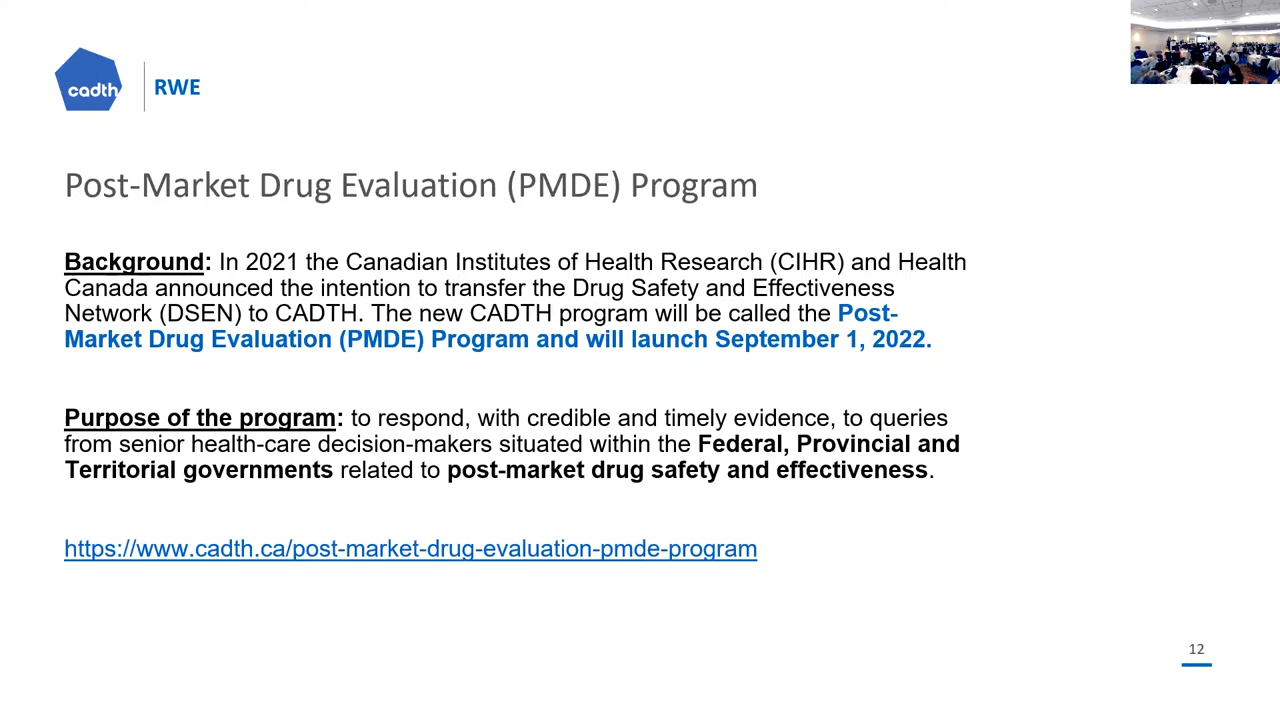 cadth
RWE
Post-Market Drug Evaluation (PMDE) Program
Background: In 2021 the Canadian Institutes of Health Research (CIHR) and Health
Canada announced the intention to transfer the Drug Safety and Effectiveness
Network (DSEN) to CADTH. The new CADTH program will be called the Post-
Market Drug Evaluation (PMDE) Program and will launch September 1, 2022.
Purpose of the program: to respond, with credible and timely evidence, to queries
from senior health-care decision-makers situated within the Federal, Provincial and
Territorial governments related to post-market drug safety and effectiveness.
https://www.cadth.ca/post-market-drug-evaluation-pmde-program
12